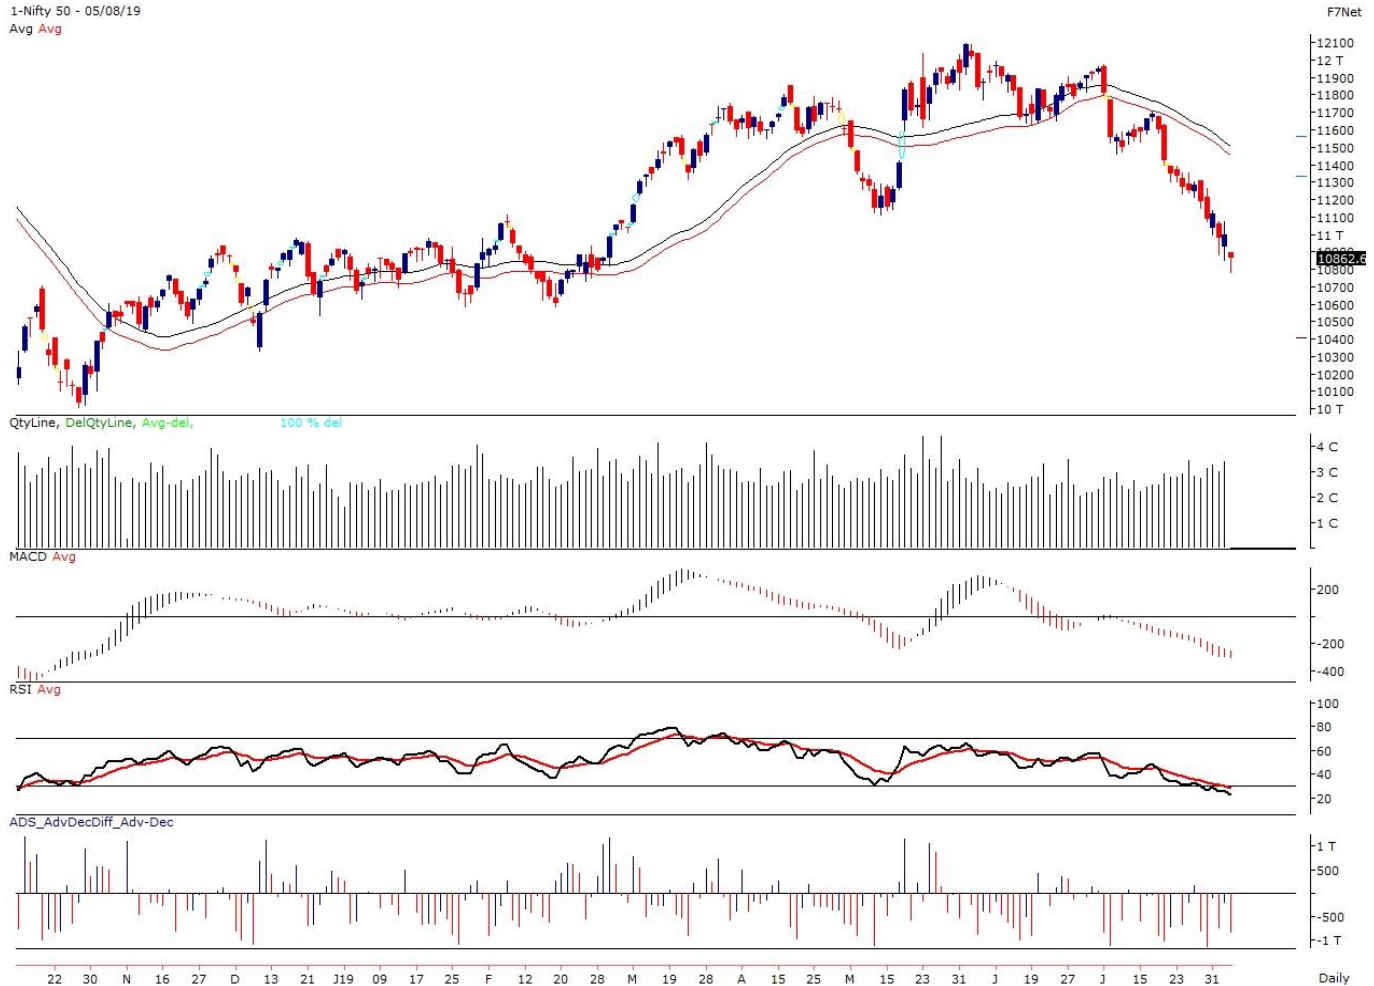 1-Nifty 50 - 05/08/19 F7Net
Avg Avg
12100
12 T
11900
11800
11700
11600
11500
11400
11300
11200
11100
11 T
10862.6
10800
10700
10600
10500
10400
10300
10200
10100
10 T
QtyLine, DelQtyLine, Avg-del, 100 % del
4 C
3 C
2 C
1 C
MACD Avg
200
-200
-400
RSI Avg
100
80
60
40
20
ADS_AdvDecDiff_Adv-Dec
1 T
500
-500
-1 T
22 30 N 16 27 D 13 21 J19 09 17 25 F 12 20 28 M 19 28 A 15 25 M 15 23 31 J 19 27 J 15 23 31 Daily